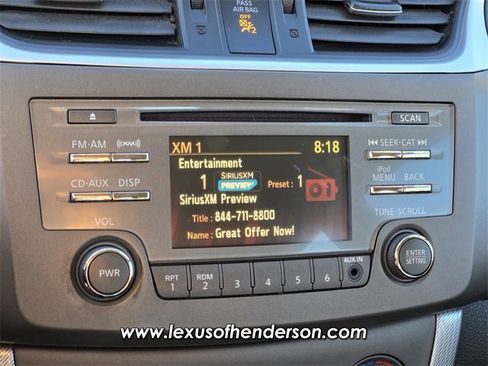 PASS
AIR BAG
OFF
2
SCAN
FM·AM
XM
XM 1 8:18
SEEK·CAT
Entertainment
1 SIRIUSXM PREVIEW Preset : 1
SiriusXM Preview
Title : 844-711-8800
Name : Great Offer Now!
CD·AUX DISP
iPod
MENU BACK
VOL
TUNE·SCROLL
PWR
ENTER
SETTING
RPT
1
RDM
2
3
4
5
6
AUX IN
www.lexusofhenderson.com